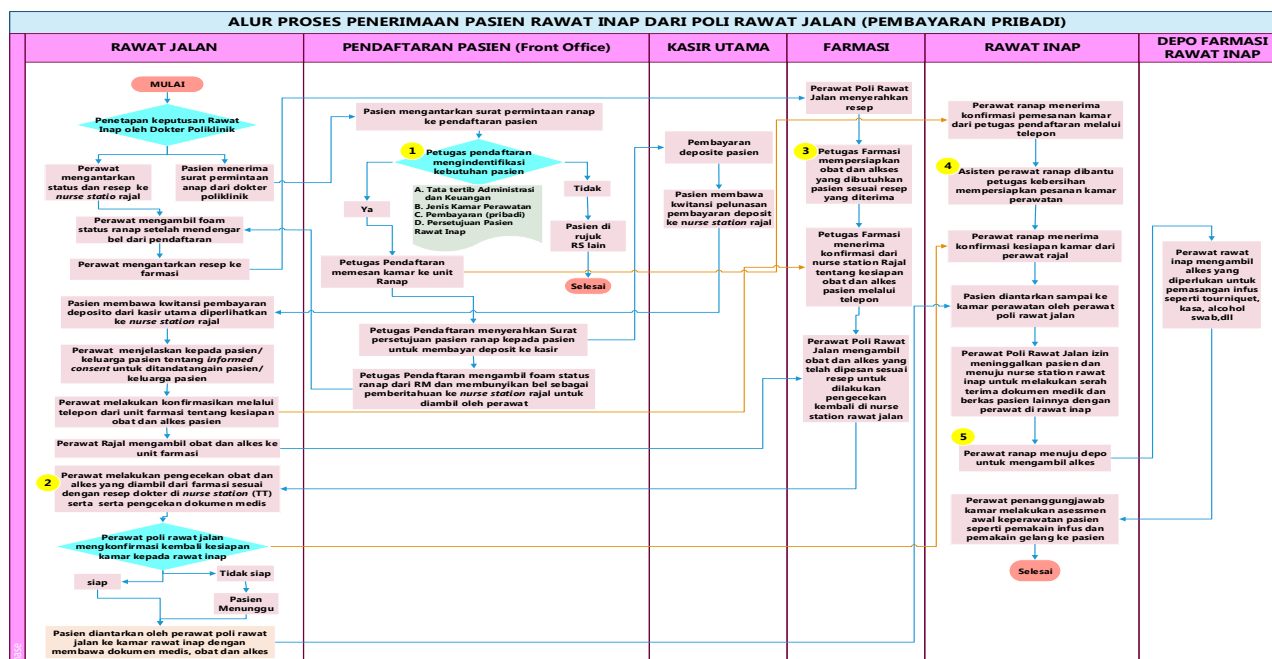 ALUR PROSES PENERIMAAN PASIEN RAWAT INAP DARI POLI RAWAT JALAN (PEMBAYARAN PRIBADI)
RAWAT JALAN
MULAI
Penetapan keputusan Rawat
Inap oleh Dokter Poliklinik
Perawat
mengantarkan
status dan resep ke
nurse statio rajal
Pasien menerima
surat permintaan
anap dari dokter
poliklinik
Perawat mengambil foam
status ranap setelah mendengar
bel dari pendaftaran
Perawat mengantarkan resep ke
farmasi
Pasien membawa kwitansi pembayaran
deposito dari kasir utama diperlihatkan
ke nurse station rajal
Perawat menjelaskan kepada pasien/
keluarga pasien tentang informed
consent untuk ditandatangain pasien/
keluarga pasien
Perawat melakukan konfirmasikan melalui
telepon dari unit farmasi tentang kesiapan
obat dan alkes pasien
Perawat Rajal mengambil obat dan alkes ke
unit farmasi
2
Perawat melakukan pengecekan obat dan
alkes yang diambil dari farmasi sesuai
dengan resep dokter di nurse station (TT)
serta serta pengcekan dokumen medis
Perawat poli rawat jalan
mengkonfirmasi kembali kesiapan
kamar kepada rawat inap
siap
Tidak siap
Pasien
Menunggu
Pasien diantarkan oleh perawat poli rawat
jalan ke kamar rawat inap dengan
membawa dokumen medis, obat dan alkes
PENDAFTARAN PASIEN (Front Office)
Pasien mengantarkan surat permintaan ranap
ke pendaftaran pasien
1
Petugas pendaftaran
mengidentifikasi
kebutuhan pasien
Ya
A. Tata tertib Administrasi
dan Keuangan
B. Jenis Kamar Perawatan
C. Pembayaran (pribadi)
D. Persetujuan Pasien
Rawat Inap
Tidak
Pasien di
rujuk
RS lain
Selesai
Petugas Pendaftaran
memesan kamar ke unit
Ranap
Petugas Pendaftaran menyerahkan Surat
persetujuan pasien ranap kepada pasien
untuk membayar deposit ke kasir
Petugas Pendaftaran mengambil foam status
ranap dari RM dan membunyikan bel sebagai
pemberitahuan ke nurse station rajal untuk
diambil oleh perawat
KASIR UTAMA
Pembayaran
deposite pasien
Pasien membawa
kwitansi pelunasan
pembayaran deposit
ke nurse station rajal
FARMASI
Perawat Poli Rawat
Jalan menyerahkan
resep
3
Petugas Farmasi
mempersiapkan
obat dan alkses
yang dibutuhkan
pasien sesuai resep
yang diterima
Petugas Farmasi
menerima
konfirmasi dari
nurse station Rajal
tentang kesiapan
obat dan alkes
pasien melalui
telepon
Perawat Poli Rawat
Jalan mengambil
obat dan alkes yang
telah dipesan sesuai
resep untuk
dilakukan
pengecekan
kembali di nurse
station rawat jalan
RAWAT INAP
Perawat ranap menerima
konfirmasi pemesanan kamar
dari petugas pendaftaran melalui
telepon
4
Asisten perawat ranap dibantu
petugas kebersihan
mempersiapkan pesanan kamar
perawatan
Perawat ranap menerima
konfirmasi kesiapan kamar dari
perawat rajal
Pasien diantarkan sampai ke
kamar perawatan oleh perawat
poli rawat jalan
Perawat Poli Rawat Jalan izin
meninggalkan pasien dan
menuju nurse station rawat
inap untuk melakukan serah
terima dokumen medik dan
berkas pasien lainnya dengan
perawat di rawat inap
5
Perawat ranap menuju depo
untuk mengambil alkes
Perawat penanggungjawab
kamar melakukan asessmen
awal keperawatan pasien
seperti pemakain infus dan
pemakain gelang ke pasien
Selesai
DEPO FARMASI
RAWAT INAP
Perawat rawat
inap mengambil
alkes yang
diperlukan untuk
pemasangan infus
seperti tourniquet,
kasa, alcohol
swab,dll